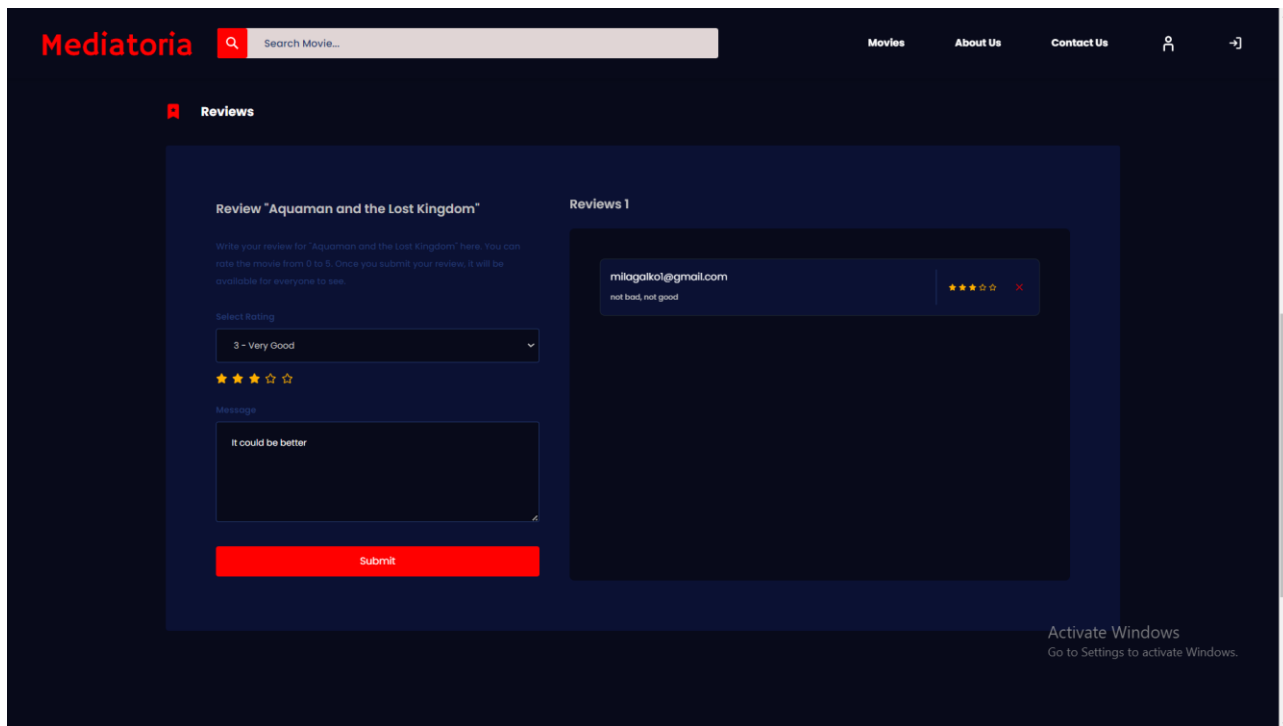 Mediatoria
Search Movie...
Movies
About Us
Contact Us
Reviews
Review "Aquaman and the Lost Kingdom"
Write your review for "Aquaman and the Lost Kingdom" here. You can
rate the movie from 0 to 5. Once you submit your review, it will be
available for everyone to see.
Select Rating
3 - Very Good
Message
It could be better
Submit
Reviews 1
milagalko1@gmail.com
not bad, not good
Activate Windows
Go to Settings to activate Windows.